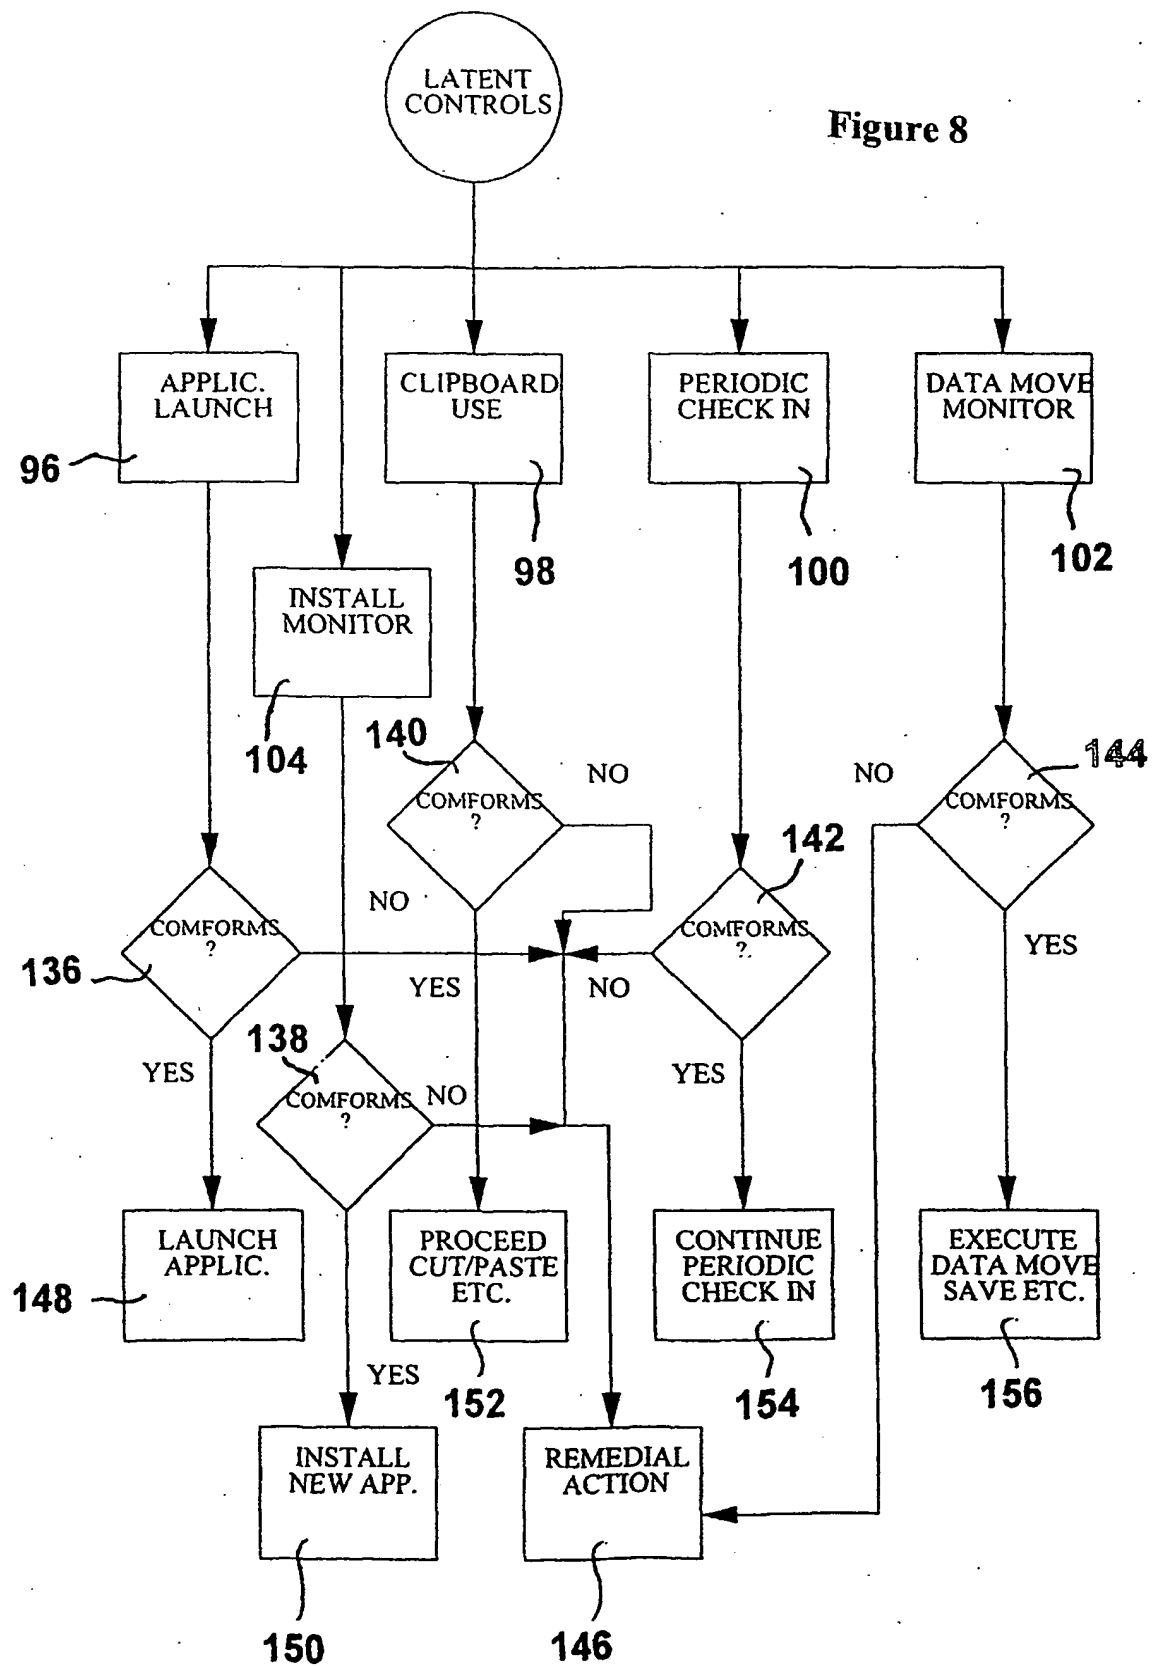 LATENT
CONTROLS
Figure 8
APPLIC.
LAUNCH
96
CLIPBOARD
USE
98
PERIODIC
CHECK IN
100
DATA MOVE
MONITOR
102
INSTALL
MONITOR
104
140
COMFORMS
?
NO
144
COMFORMS
?
NO
YES
136
COMFORMS
?
NO
YES
142
COMFORMS
?
NO
YES
YES
138
COMFORMS
?
NO
YES
LAUNCH
APPLIC.
148
PROCEED
CUT/PASTE
ETC.
152
CONTINUE
PERIODIC
CHECK IN
154
EXECUTE
DATA MOVE
SAVE ETC.
156
INSTALL
NEW APP.
150
REMEDIAL
ACTION
146